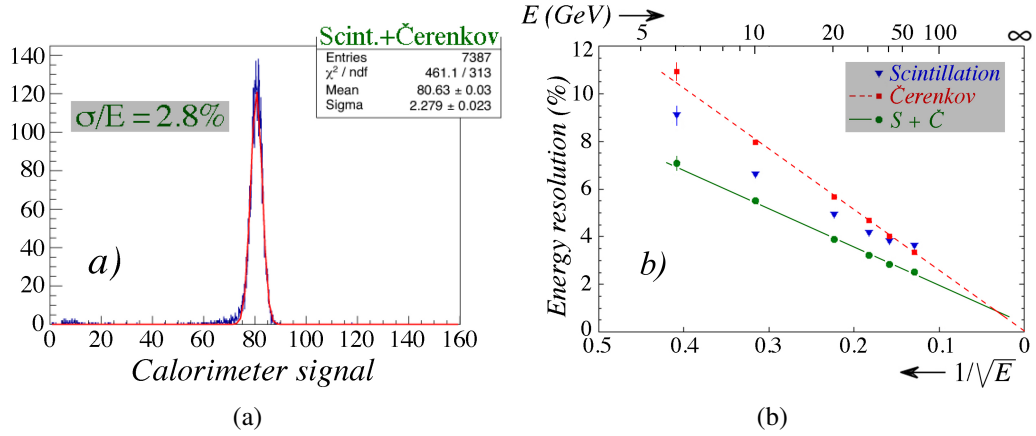 Scint.+Čerenkov
Entries 7387
χ² / ndf 461.1 / 313
Mean 80.63 ± 0.03
Sigma 2.279 ± 0.023
σ/E = 2.8%
140
120
100
80
60
40
20
0
a)
0 20 40 60 80 100 120 140 160
Calorimeter signal
(a)
E (GeV)
5 10 20 50 100 ∞
12
10
8
6
4
2
0
Energy resolution (%)
Scintillation
Čerenkov
S + Č
b)
0.5 0.4 0.3 0.2 0.1 0
1/√E
(b)